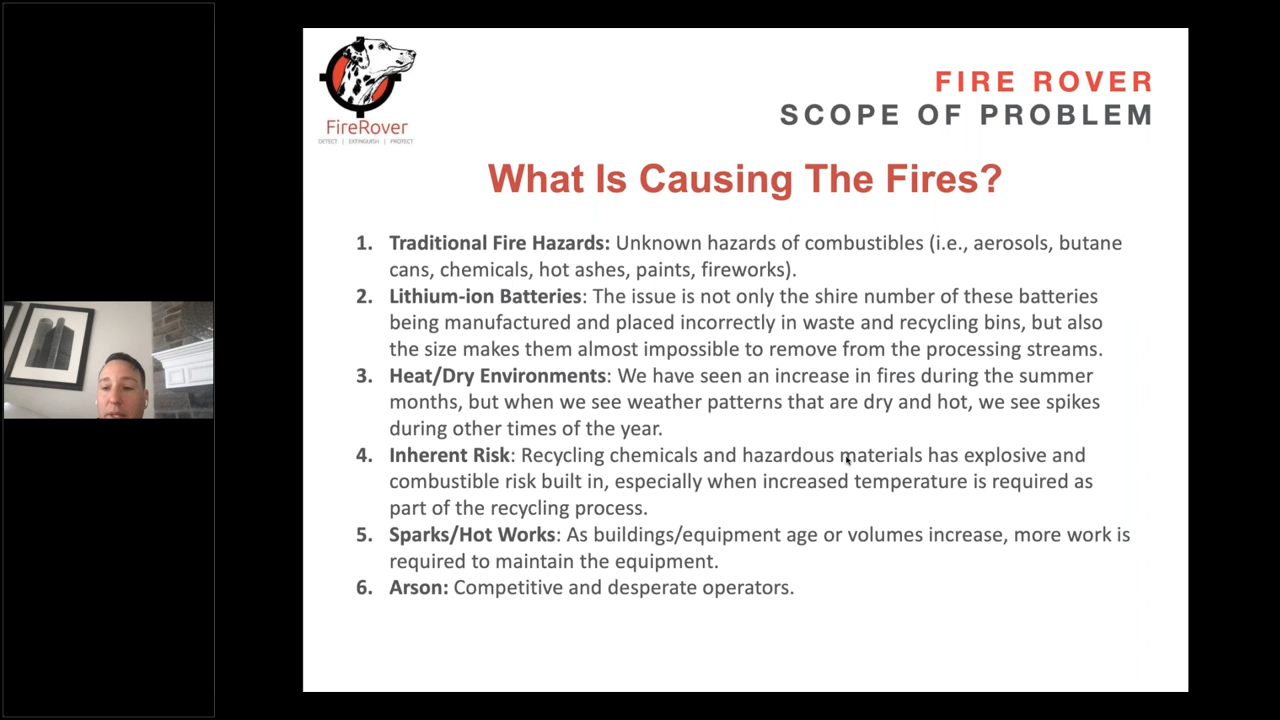 FireRover
DETECT | EXTINGUISH | PROTECT
FIRE ROVER
SCOPE OF PROBLEM
What Is Causing The Fires?
1. Traditional Fire Hazards: Unknown hazards of combustibles (i.e., aerosols, butane
cans, chemicals, hot ashes, paints, fireworks).
2. Lithium-ion Batteries: The issue is not only the shire number of these batteries
being manufactured and placed incorrectly in waste and recycling bins, but also
the size makes them almost impossible to remove from the processing streams.
3. Heat/Dry Environments: We have seen an increase in fires during the summer
months, but when we see weather patterns that are dry and hot, we see spikes
during other times of the year.
4. Inherent Risk: Recycling chemicals and hazardous materials has explosive and
combustible risk built in, especially when increased temperature is required as
part of the recycling process.
5. Sparks/Hot Works: As buildings/equipment age or volumes increase, more work is
required to maintain the equipment.
6. Arson: Competitive and desperate operators.